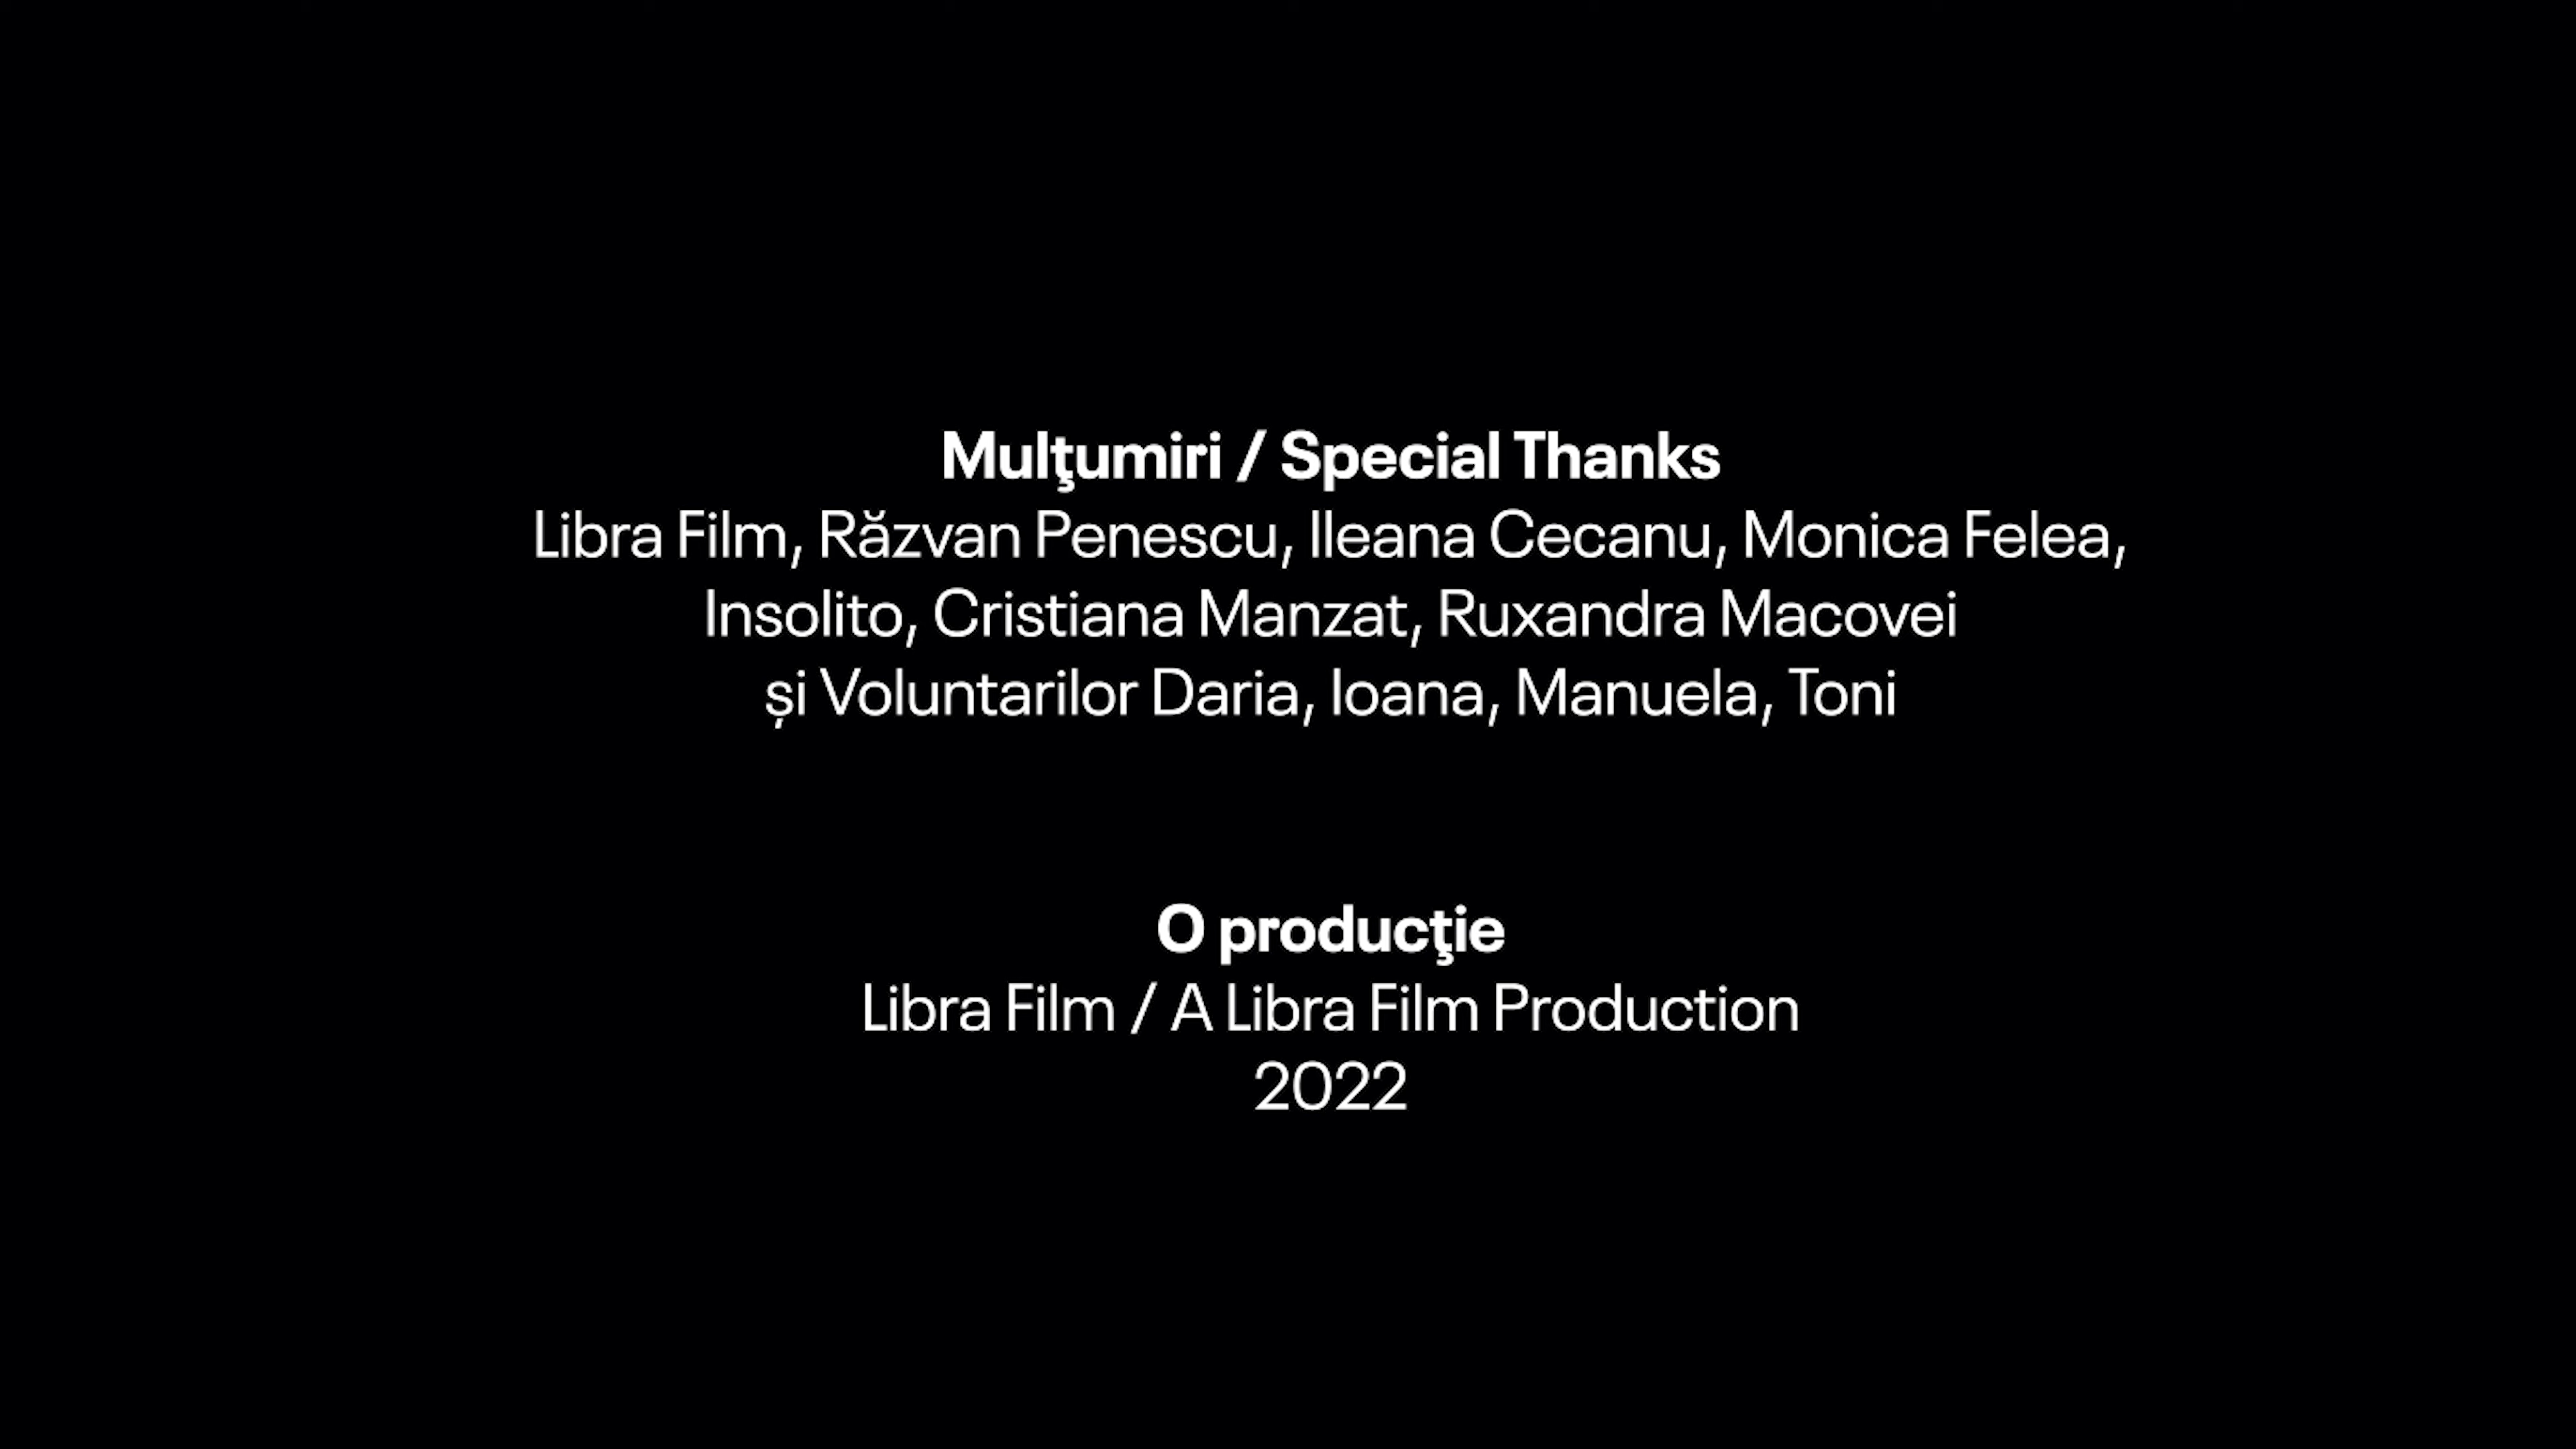 Mulţumiri / Special Thanks
Libra Film, Răzvan Penescu, Ileana Cecanu, Monica Felea,
Insolito, Cristiana Manzat, Ruxandra Macovei
și Voluntarilor Daria, Ioana, Manuela, Toni
O producţie
Libra Film / A Libra Film Production
2022